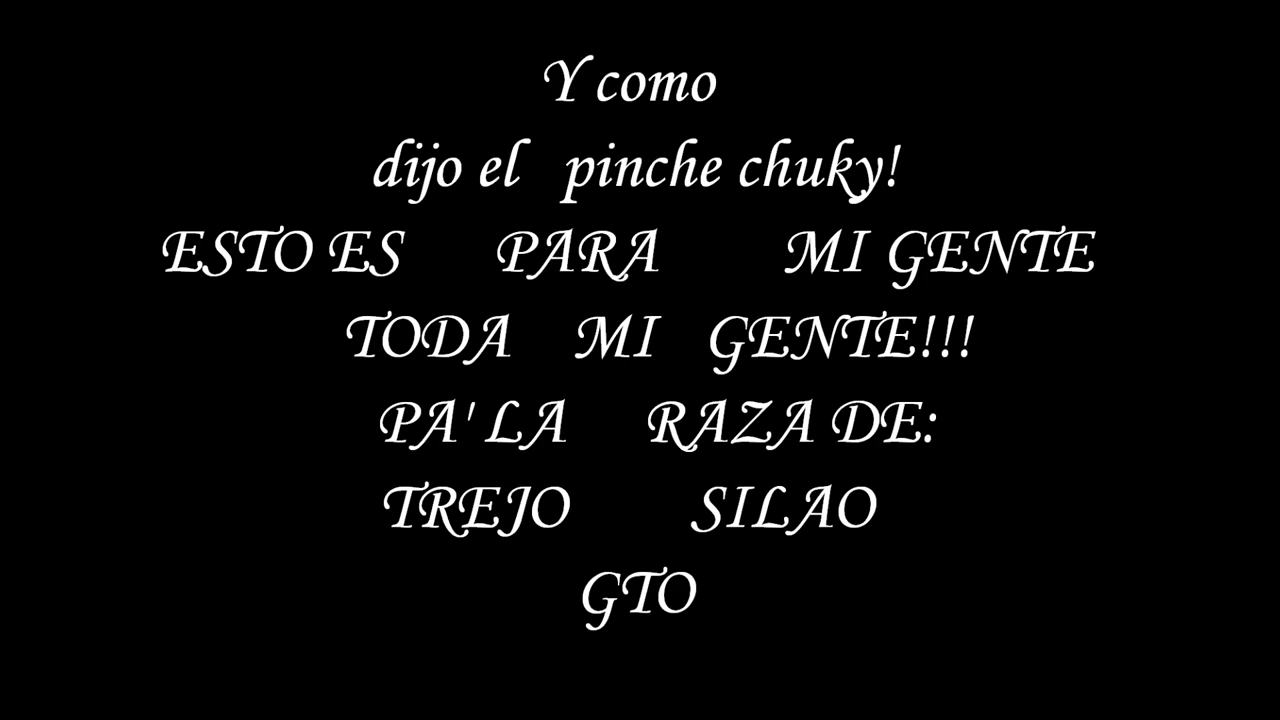 Y como
dijo el pinche chuky!
ESTO ES PARA MI GENTE
TODA MI GENTE!!!
PA' LA RAZA DE:
TREJO SILAO
GTO